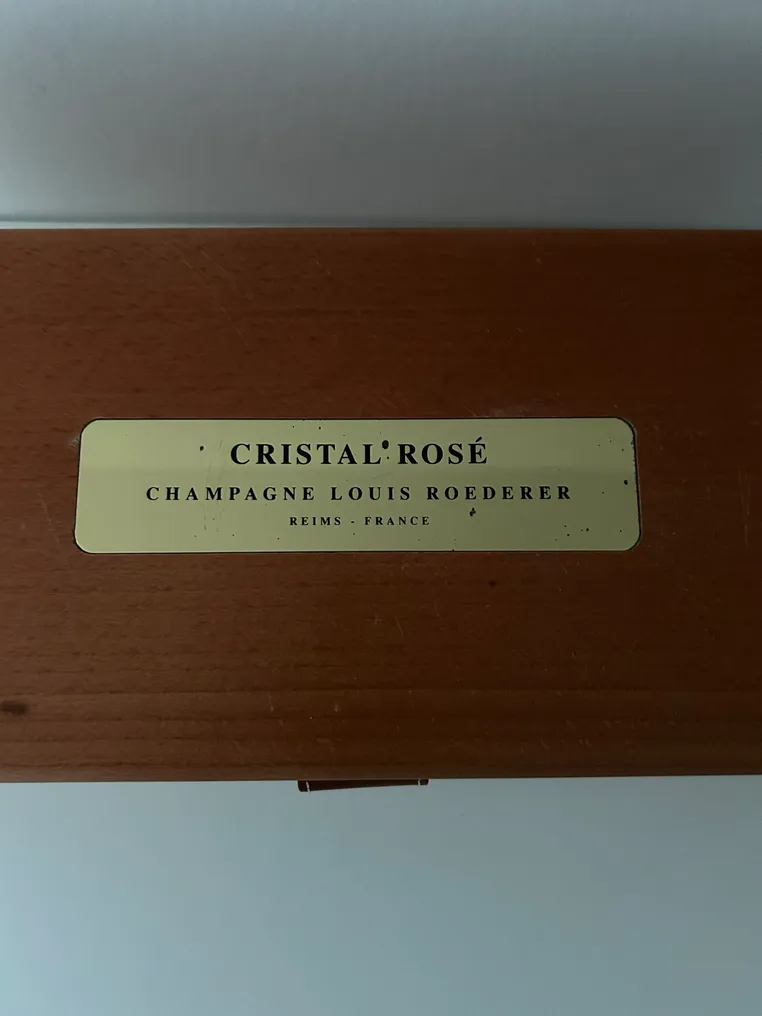 CRISTAL ROSÉ
CHAMPAGNE LOUIS ROEDERER
REIMS - FRANCE